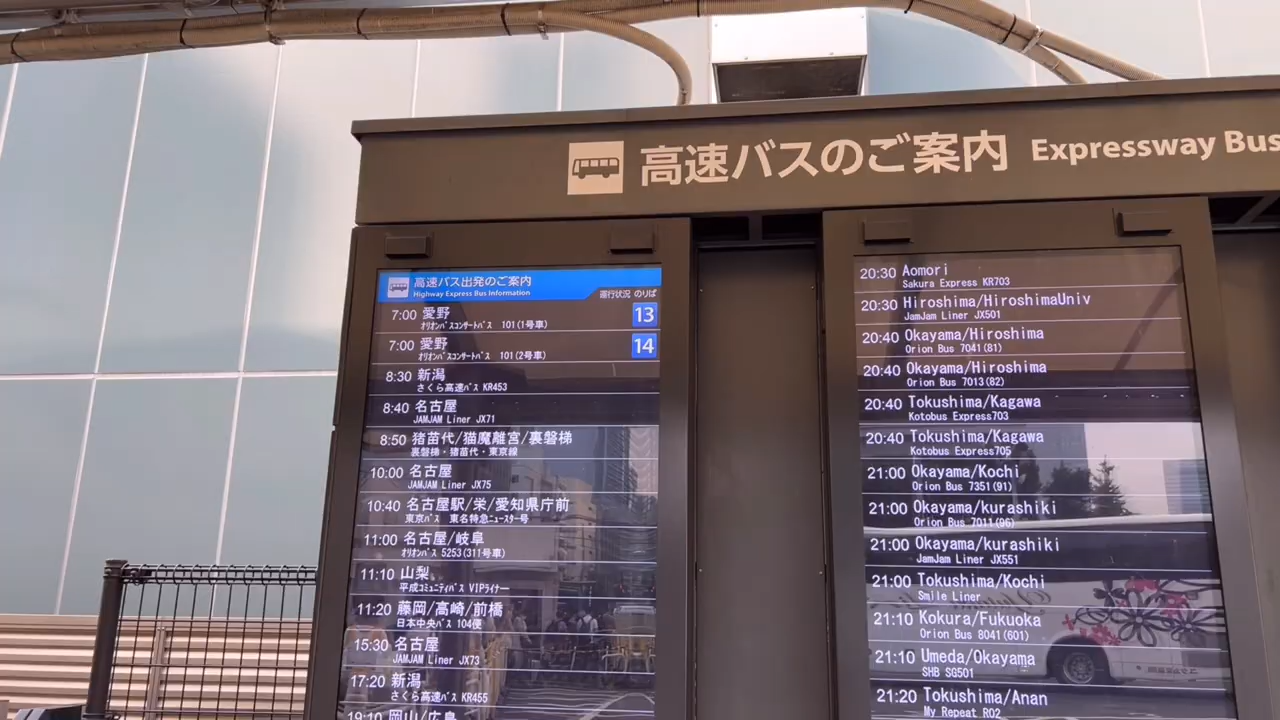 高速バスのご案内 Expressway Bus
高速バス出発のご案内
Highway Express Bus Information
運行状況 のりば
7:00 愛野 13
オリオンバスコンサートバス 101(1号車)
7:00 愛野 14
オリオンバスコンサートバス 101(2号車)
8:30 新潟
さくら高速バス KR453
8:40 名古屋
JAMJAM Liner JX71
8:50 猪苗代/猫魔離宮/裏磐梯
裏磐梯・猪苗代・東京線
10:00 名古屋
JAMJAM Liner JX75
10:40 名古屋駅/栄/愛知県庁前
東京バス 東名特急ニュースター号
11:00 名古屋/岐阜
オリオンバス 5253(311号車)
11:10 山梨
平成コミュニティバス VIPライナー
11:20 藤岡/高崎/前橋
日本中央バス 104便
15:30 名古屋
JAMJAM Liner JX73
17:20 新潟
さくら高速バス KR455
19:10 岡山/広島
20:30 Aomori
Sakura Express KR703
20:30 Hiroshima/HiroshimaUniv
JamJam Liner JX501
20:40 Okayama/Hiroshima
Orion Bus 7041(81)
20:40 Okayama/Hiroshima
Orion Bus 7013(82)
20:40 Tokushima/Kagawa
Kotobus Express703
20:40 Tokushima/Kagawa
Kotobus Express705
21:00 Okayama/Kochi
Orion Bus 7351(91)
21:00 Okayama/kurashiki
Orion Bus 7011(96)
21:00 Okayama/kurashiki
JamJam Liner JX551
21:00 Tokushima/Kochi
Smile Liner
21:10 Kokura/Fukuoka
Orion Bus 8041(601)
21:10 Umeda/Okayama
SHB SG501
21:20 Tokushima/Anan
My Repeat R02